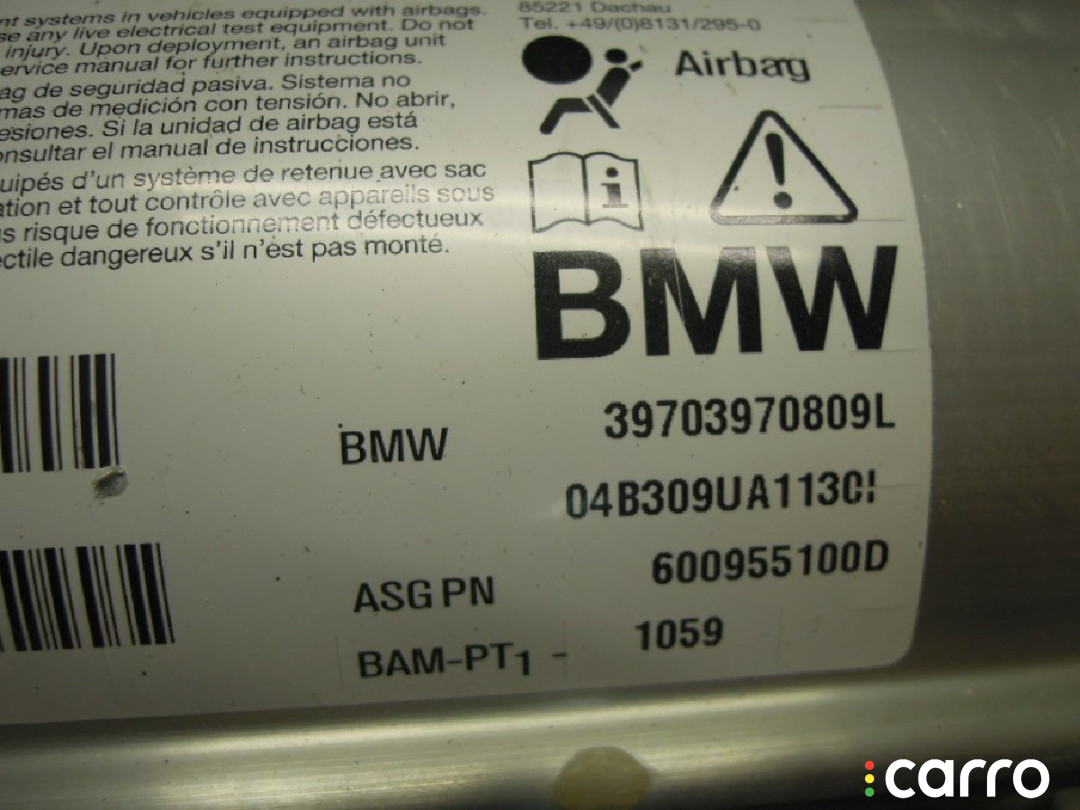 nt systems in vehicles equipped with airbags.
se any live electrical test equipment. Do not
injury. Upon deployment, an airbag unit
ervice manual for further instructions.
ag de seguridad pasiva. Sistema no
mas de medición con tensión. No abrir,
esiones. Si la unidad de airbag está
onsultar el manual de instrucciones.
uipés d'un système de retenue avec sac
ation et tout contrôle avec appareils sous
s risque de fonctionnement défectueux
ectile dangereux s'il n'èst pas monté.
85221 Dachau
Tel. +49/(0)8131/295-0
Airbag
BMW
BMW 39703970809L
04B309UA113C!
ASG PN 600955100D
BAM-PT1 - 1059
carro